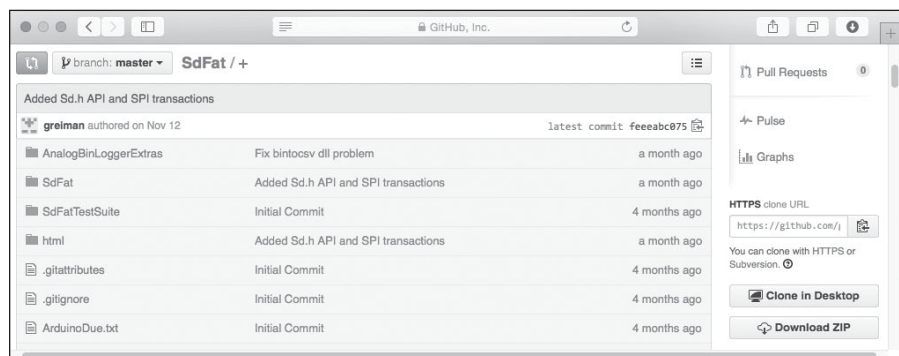 GitHub, Inc.
branch: master
SdFat / +
Added Sd.h API and SPI transactions
greiman authored on Nov 12
latest commit feeeabc075
AnalogBinLoggerExtras Fix bintocsv dll problem a month ago
SdFat Added Sd.h API and SPI transactions a month ago
SdFatTestSuite Initial Commit 4 months ago
html Added Sd.h API and SPI transactions a month ago
.gitattributes Initial Commit 4 months ago
.gitignore Initial Commit 4 months ago
ArduinoDue.txt Initial Commit 4 months ago
Pull Requests 0
Pulse
Graphs
HTTPS clone URL
https://github.com/
You can clone with HTTPS or
Subversion.
Clone in Desktop
Download ZIP